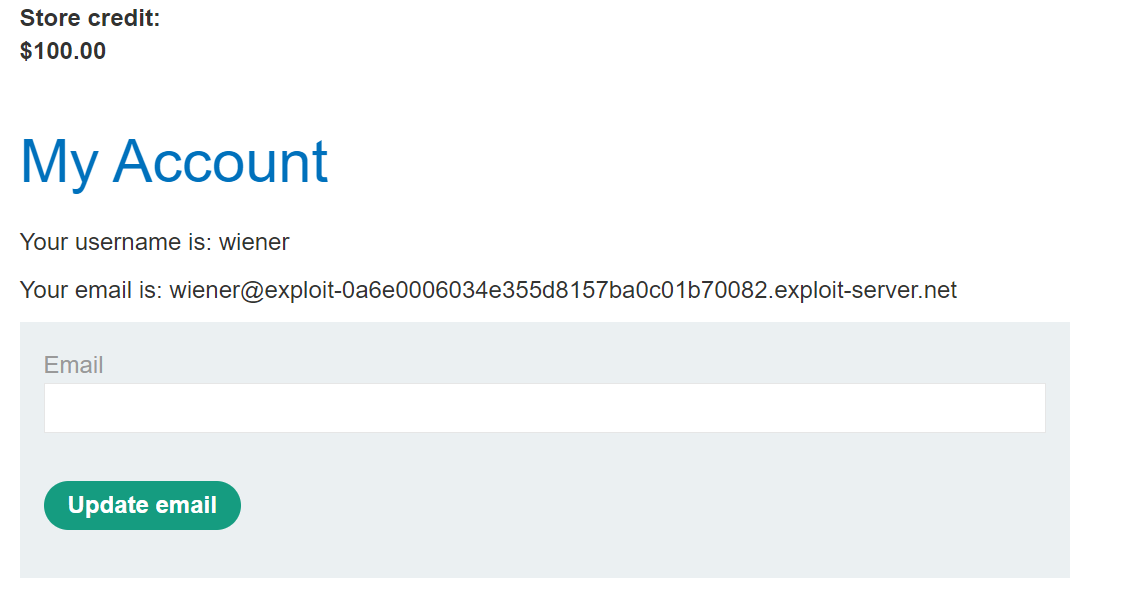 Store credit:
$100.00
My Account
Your username is: wiener
Your email is: wiener@exploit-0a6e0006034e355d8157ba0c01b70082.exploit-server.net
Email
Update email